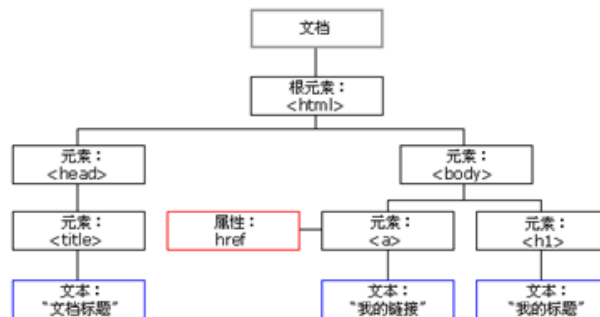 文档
根元素：
<html>
元素：
<head>
元素：
<body>
元素：
<title>
属性：
href
元素：
<a>
元素：
<h1>
文本：
"文档标题"
文本：
"我的链接"
文本：
"我的标题"